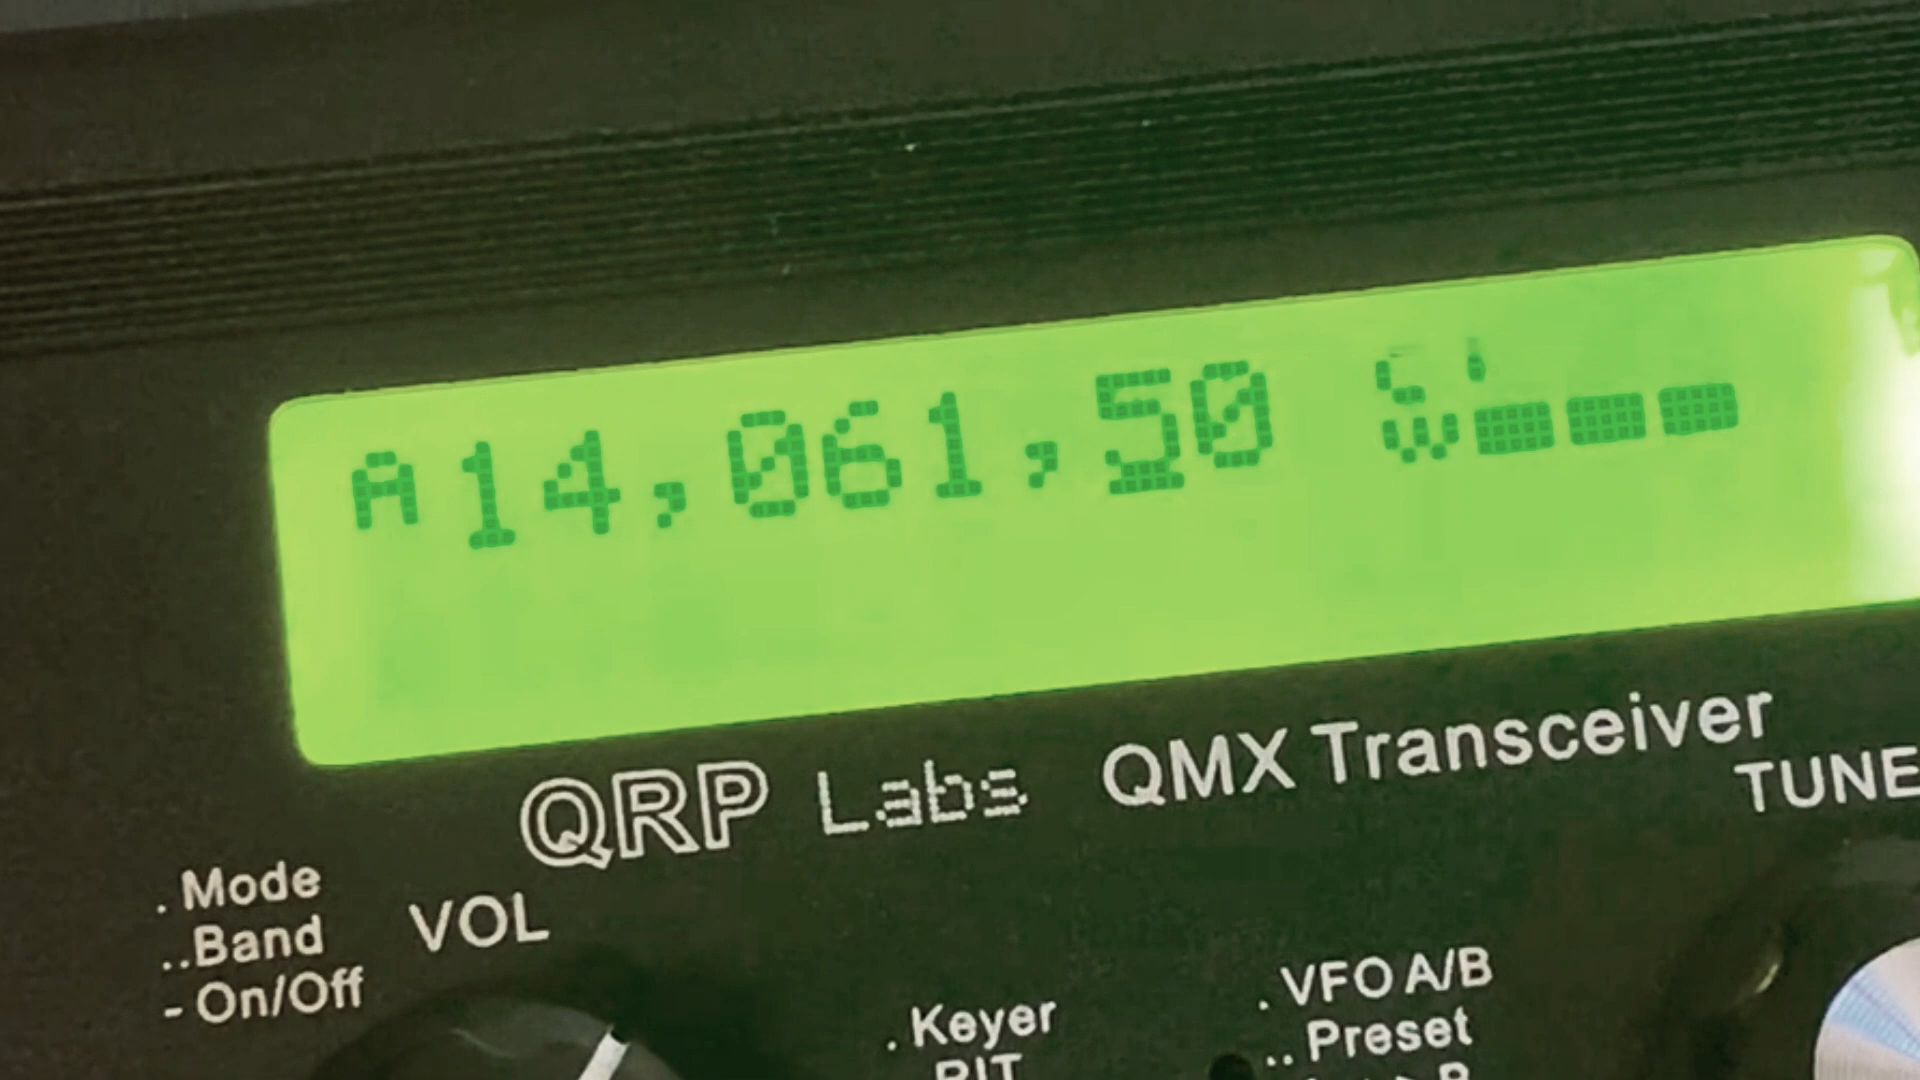 A14,061,50
QRP Labs QMX Transceiver
TUNE
. Mode
..Band
- On/Off
VOL
. Keyer
RIT
. VFO A/B
.. Preset